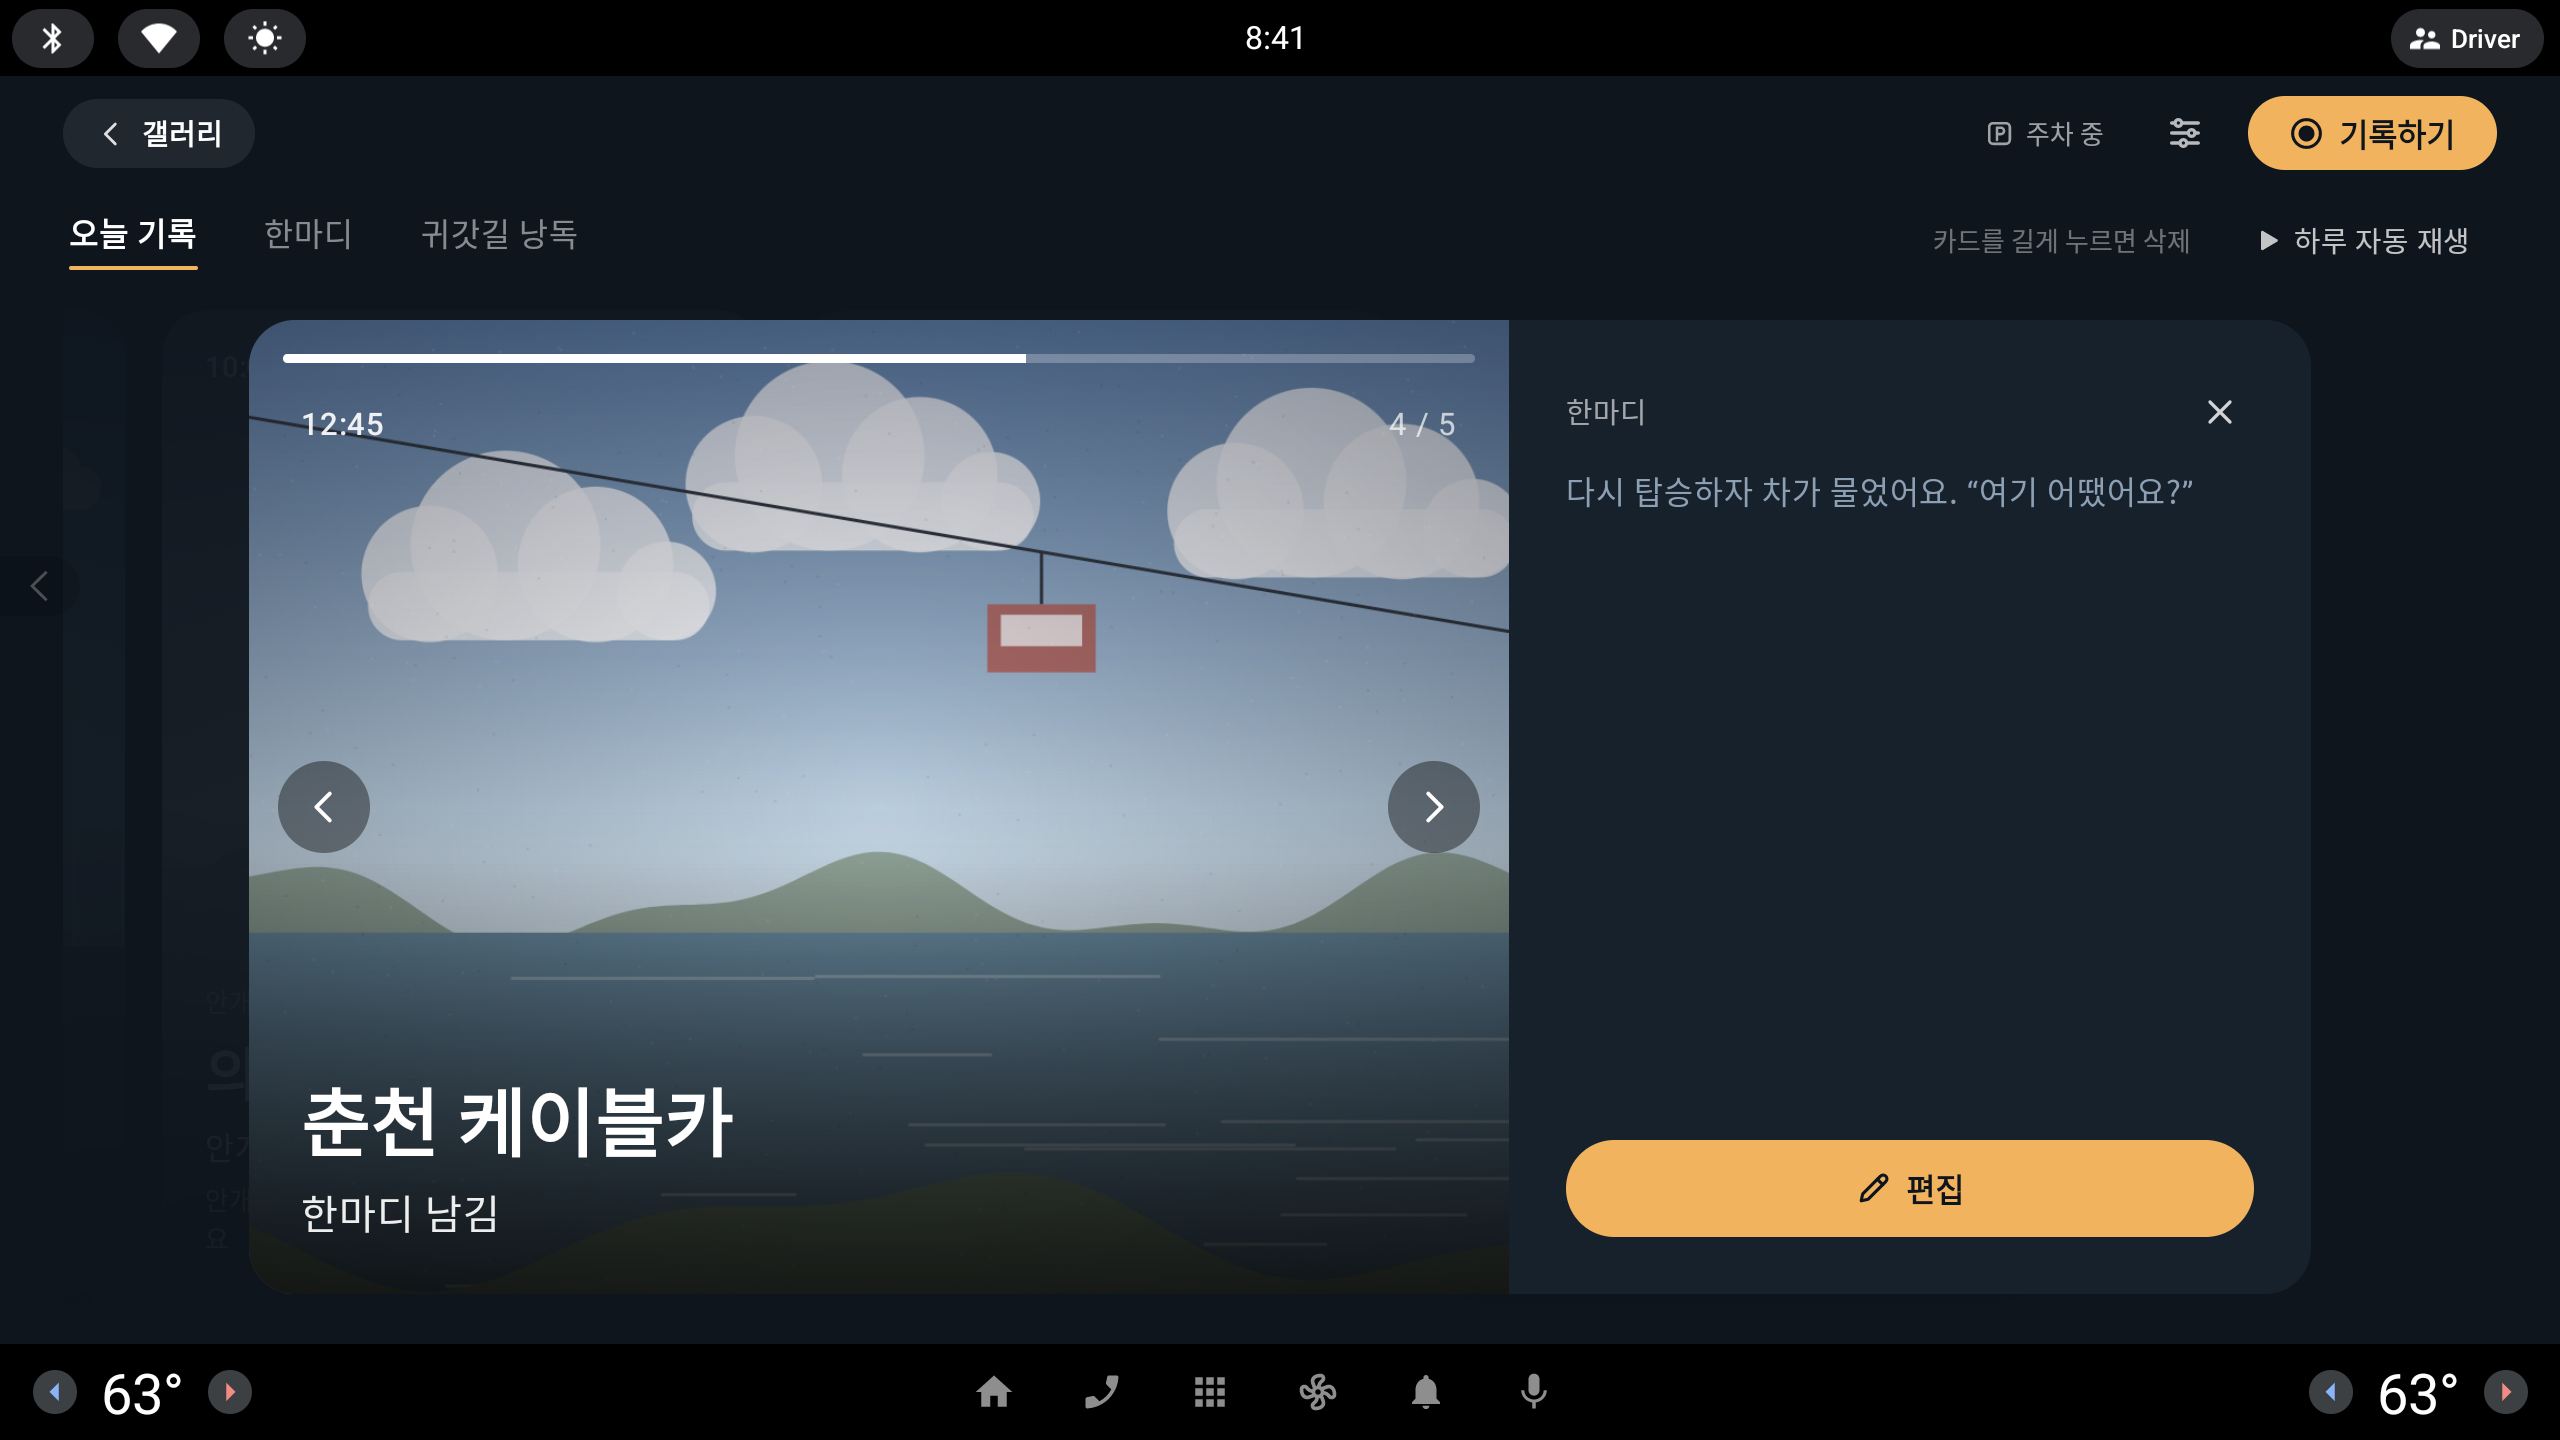 8:41
Driver
갤러리
주차 중
기록하기
오늘 기록
한마디
귀갓길 낭독
카드를 길게 누르면 삭제
하루 자동 재생
10:
12:45
4 / 5
한마디
다시 탑승하자 차가 물었어요. “여기 어땠어요?”
춘천 케이블카
한마디 남김
편집
요
63°
63°